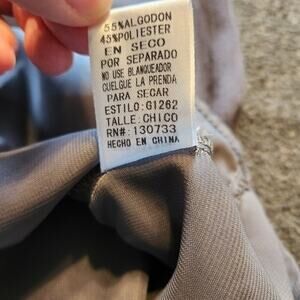 55%ALGODON
45%POLIESTER
EN SECO
POR SEPARADO
NO USE BLANQUEADOR
CUELGUE LA PRENDA
PARA SECAR
ESTILO:G1262
TALLE:CHICO
RN#:130733
HECHO EN CHINA